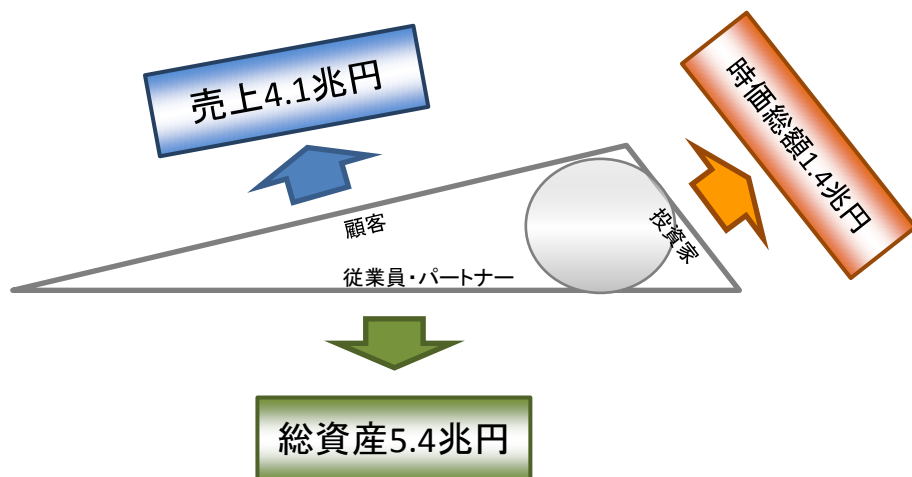 売上4.1兆円
時価総額1.4兆円
顧客
投資家
従業員・パートナー
総資産5.4兆円